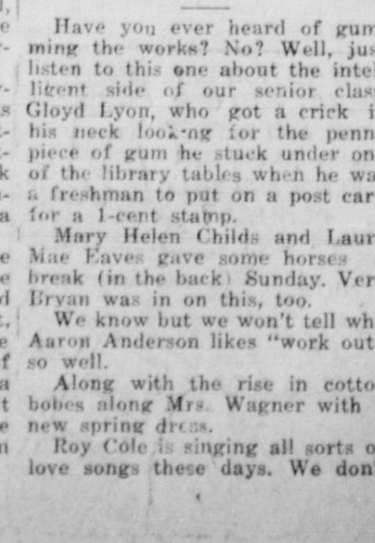 Have you ever heard of gum
ming the works? No? Well, jus
listen to this one about the intel
ligent side of our senior clas
Gloyd Lyon, who got a crick i
his neck looking for the penn
piece of gum he stuck under on
of the library tables when he wa
a freshman to put on a post car
for a 1-cent stamp.
Mary Helen Childs and Laur
Mae Eaves gave some horses
break (in the back) Sunday. Ver
Bryan was in on this, too.
We know but we won't tell wh
Aaron Anderson likes "work out
so well.
Along with the rise in cotto
bobes along Mrs. Wagner with
new spring dress.
Roy Cole is singing all sorts o
love songs these days. We don'